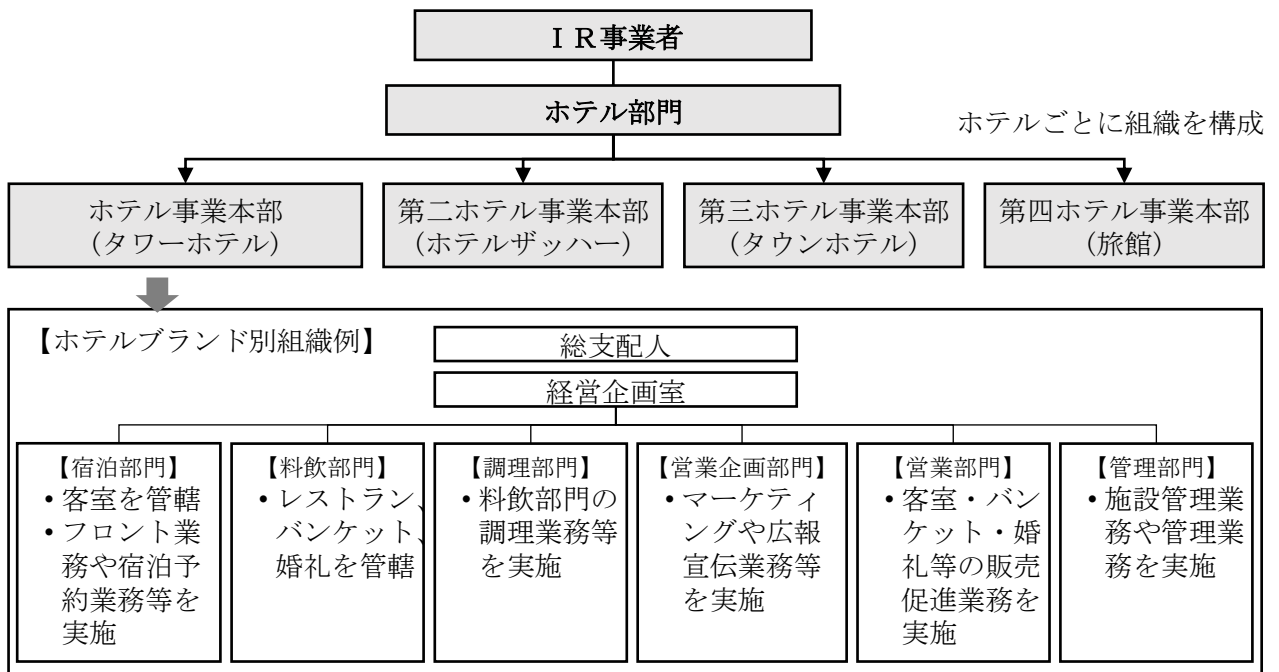 ＩＲ事業者
ホテル部門
ホテルごとに組織を構成
ホテル事業本部
（タワーホテル）
第二ホテル事業本部
（ホテルザッハー）
第三ホテル事業本部
（タウンホテル）
第四ホテル事業本部
（旅館）
【ホテルブランド別組織例】
総支配人
経営企画室
【宿泊部門】
• 客室を管轄
• フロント業
務や宿泊予
約業務等を
実施
【料飲部門】
• レストラン、
バンケット、
婚礼を管轄
【調理部門】
• 料飲部門の
調理業務等
を実施
【営業企画部門】
• マーケティ
ングや広報
宣伝業務等
を実施
【営業部門】
• 客室・バン
ケット・婚
礼等の販売
促進業務を
実施
【管理部門】
• 施設管理業
務や管理業
務を実施